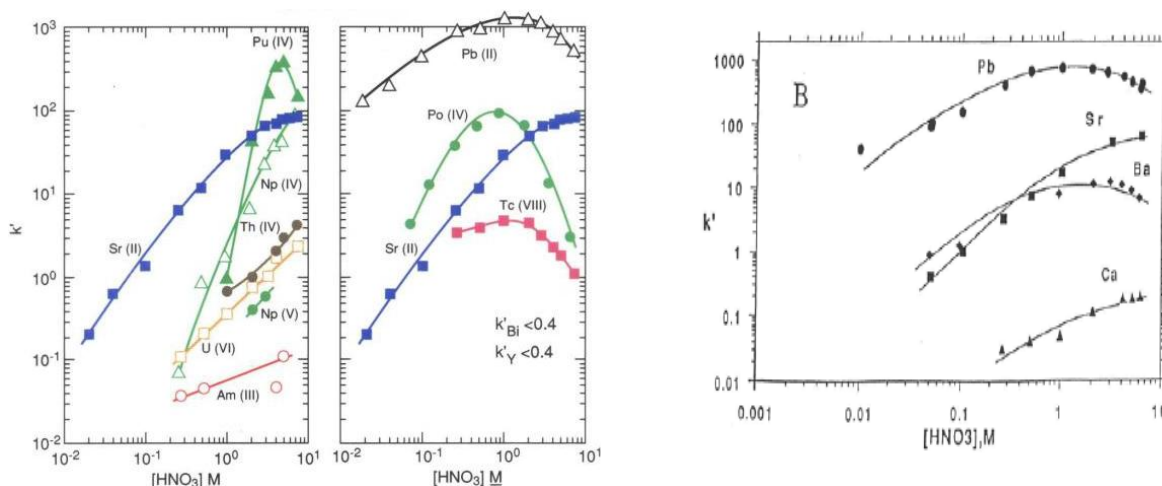 10³
10²
10¹
10⁰
10⁻¹
10⁻²
k'
Pu (IV)
Np (IV)
Th (IV)
Sr (II)
Np (V)
U (VI)
Am (III)
10⁻² 10⁻¹ 10⁰ 10¹
[HNO₃] M
Pb (II)
Po (IV)
Tc (VIII)
Sr (II)
k'Bi <0.4
k'Y <0.4
10⁻² 10⁻¹ 10⁰ 10¹
[HNO₃] M
B
1000
100
10
1
0.1
0.01
k'
Pb
Sr
Ba
Ca
0.001 0.01 0.1 1 10
[HNO3],M